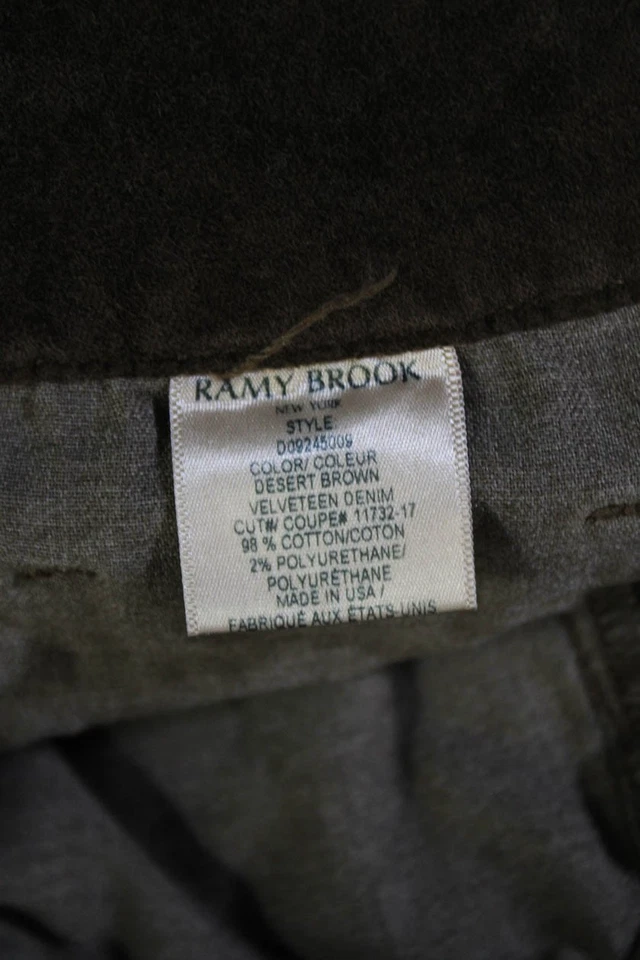 RAMY BROOK
NEW YORK
STYLE:
D09245009
COLOR/ COLEUR
DESERT BROWN
VELVETEEN DENIM
CUT#/ COUPE# 11732-17
98 % COTTON/COTON
2% POLYURETHANE/
POLYURÉTHANE
MADE IN USA /
FABRIQUÉ AUX ÉTATS-UNIS